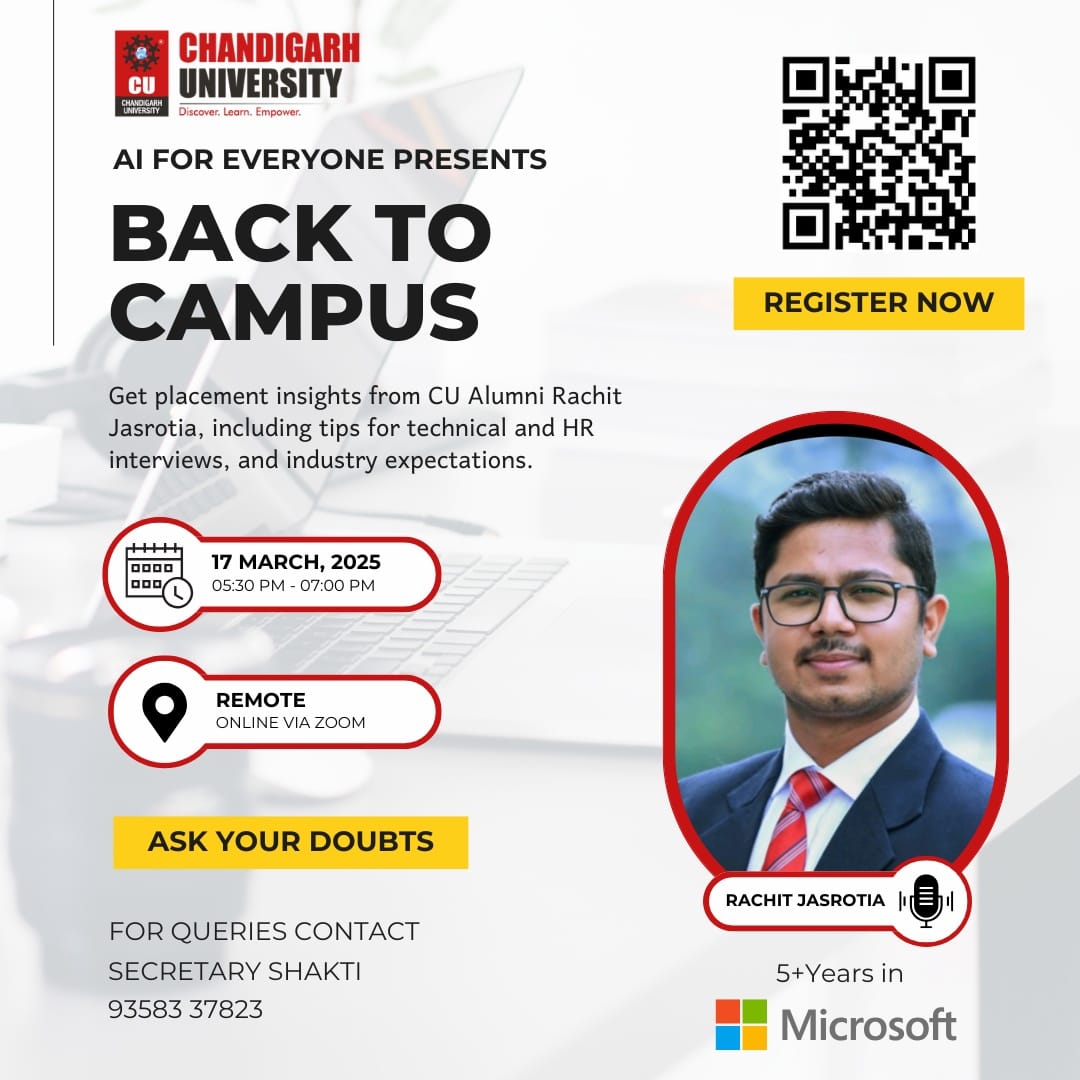 CHANDIGARH
UNIVERSITY
CU
CHANDIGARH
UNIVERSITY
Discover. Learn. Empower.
AI FOR EVERYONE PRESENTS
BACK TO
CAMPUS
REGISTER NOW
Get placement insights from CU Alumni Rachit
Jasrotia, including tips for technical and HR
interviews, and industry expectations.
17 MARCH, 2025
05:30 PM - 07:00 PM
REMOTE
ONLINE VIA ZOOM
ASK YOUR DOUBTS
RACHIT JASROTIA
FOR QUERIES CONTACT
SECRETARY SHAKTI
93583 37823
5+Years in
Microsoft